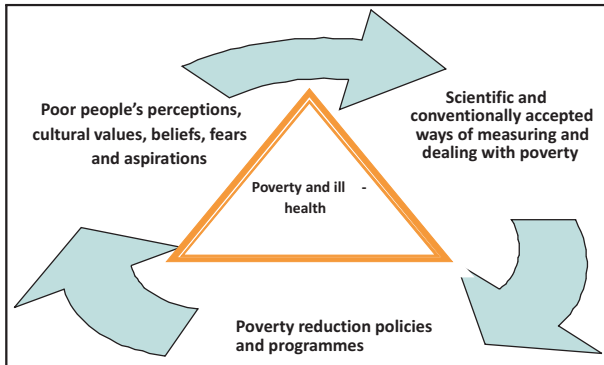 Poor people’s perceptions,
cultural values, beliefs, fears
and aspirations
Scientific and
conventionally accepted
ways of measuring and
dealing with poverty
Poverty and ill -
health
Poverty reduction policies
and programmes